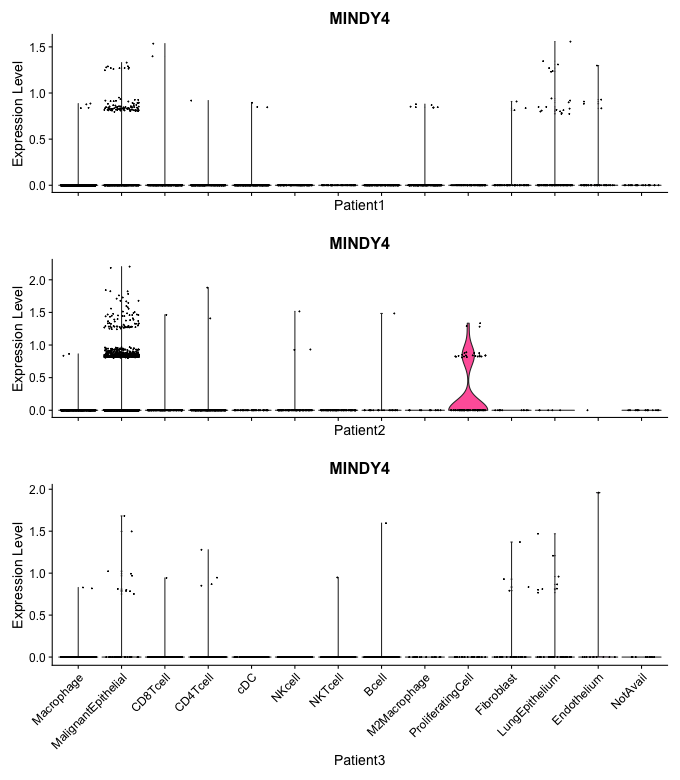 MINDY4
Expression Level
1.5
1.0
0.5
0.0
Patient1
MINDY4
Expression Level
2.0
1.5
1.0
0.5
0.0
Patient2
MINDY4
Expression Level
2.0
1.5
1.0
0.5
0.0
Macrophage
MalignantEpithelial
CD8Tcell
CD4Tcell
cDC
NKcell
NKTcell
Bcell
M2Macrophage
ProliferatingCell
Fibroblast
LungEpithelium
Endothelium
NotAvail
Patient3